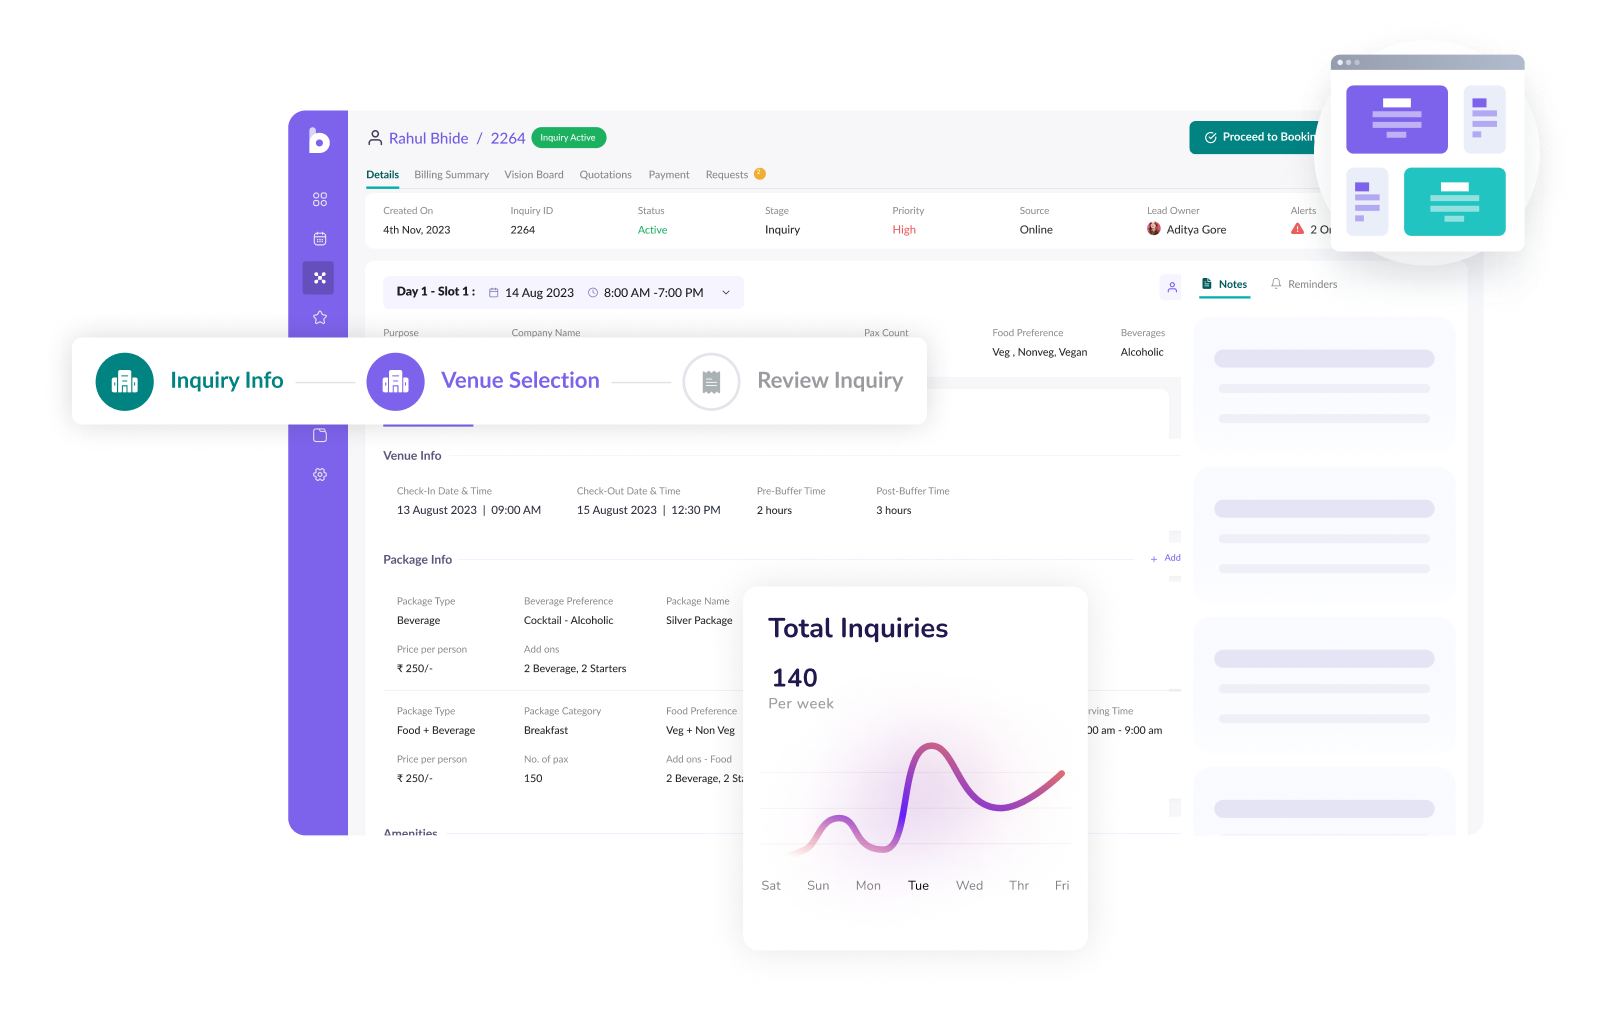 Rahul Bhide / 2264 Inquiry Active
Proceed to
Details Billing Summary Vision Board Quotations Payment Requests 2
Created On Inquiry ID Status Stage Priority Source Lead Owner Alerts
4th Nov, 2023 2264 Active Inquiry High Online Aditya Gore 2
Day 1 - Slot 1 : 14 Aug 2023 8:00 AM -7:00 PM
Notes Reminders
Purpose Company Name Pax Count Food Preference Beverages
Veg , Nonveg, Vegan Alcoholic
Inquiry Info Venue Selection Review Inquiry
Venue Info
Check-In Date & Time Check-Out Date & Time Pre-Buffer Time Post-Buffer Time
13 August 2023 | 09:00 AM 15 August 2023 | 12:30 PM 2 hours 3 hours
Package Info + Add
Package Type Beverage Preference Package Name
Beverage Cocktail - Alcoholic Silver Package
Price per person Add ons
₹ 250/- 2 Beverage, 2 Starters
Package Type Package Category Food Preference rving Time
Food + Beverage Breakfast Veg + Non Veg 00 am - 9:00 am
Price per person No. of pax Add ons - Food
₹ 250/- 150 2 Beverage, 2 Sta
Amenities
Total Inquiries
140
Per week
Sat Sun Mon Tue Wed Thr Fri